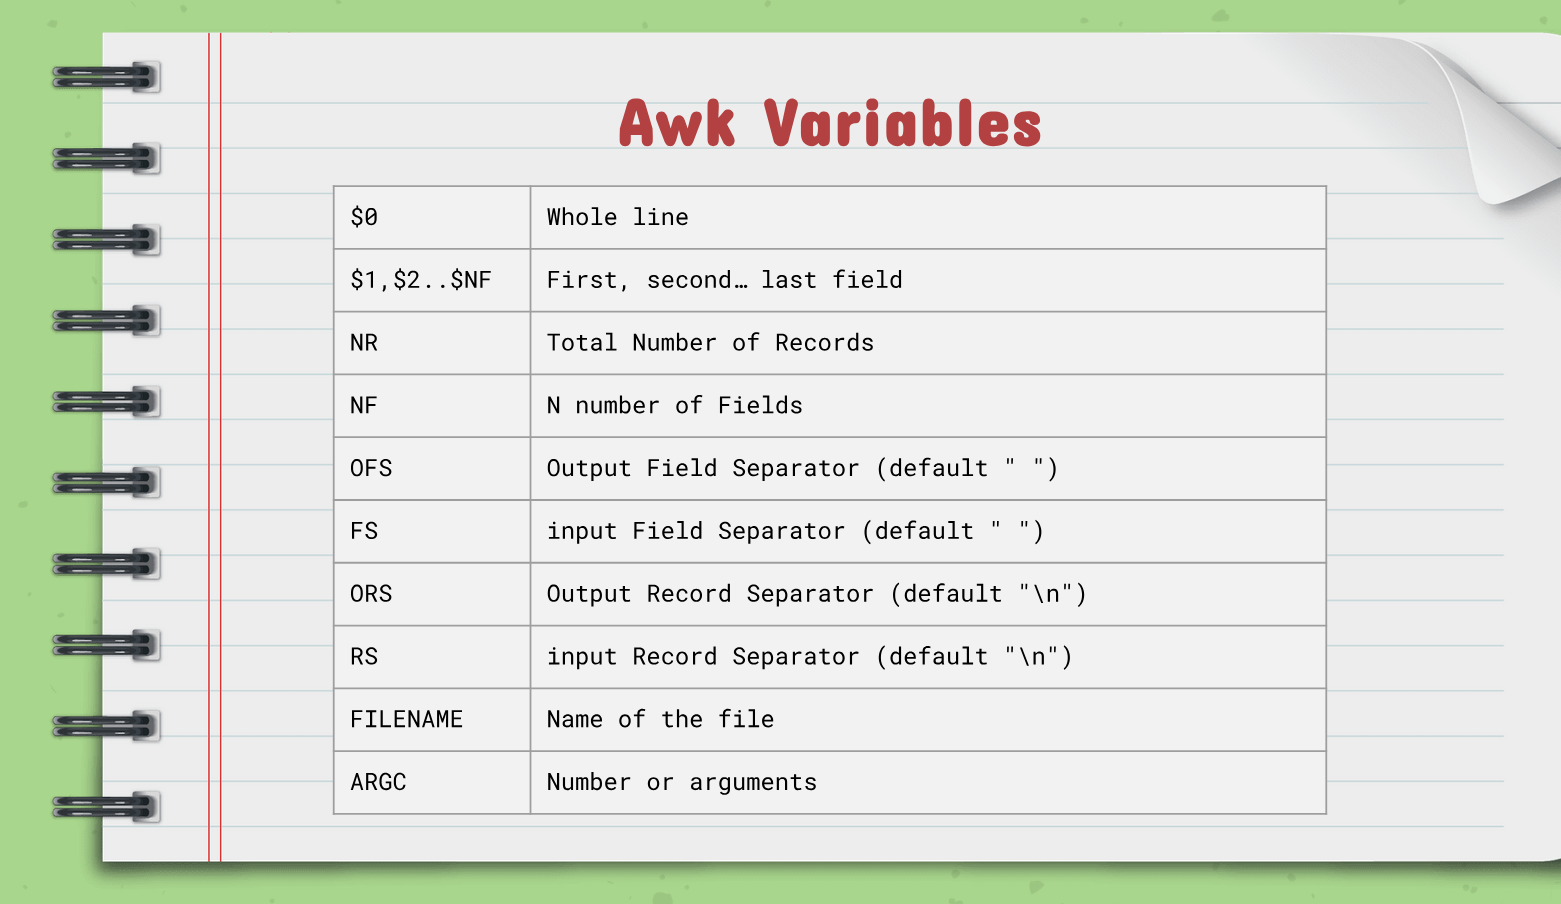 Awk Variables
$0 Whole line
$1,$2..$NF First, second… last field
NR Total Number of Records
NF N number of Fields
OFS Output Field Separator (default " ")
FS input Field Separator (default " ")
ORS Output Record Separator (default "\n")
RS input Record Separator (default "\n")
FILENAME Name of the file
ARGC Number or arguments